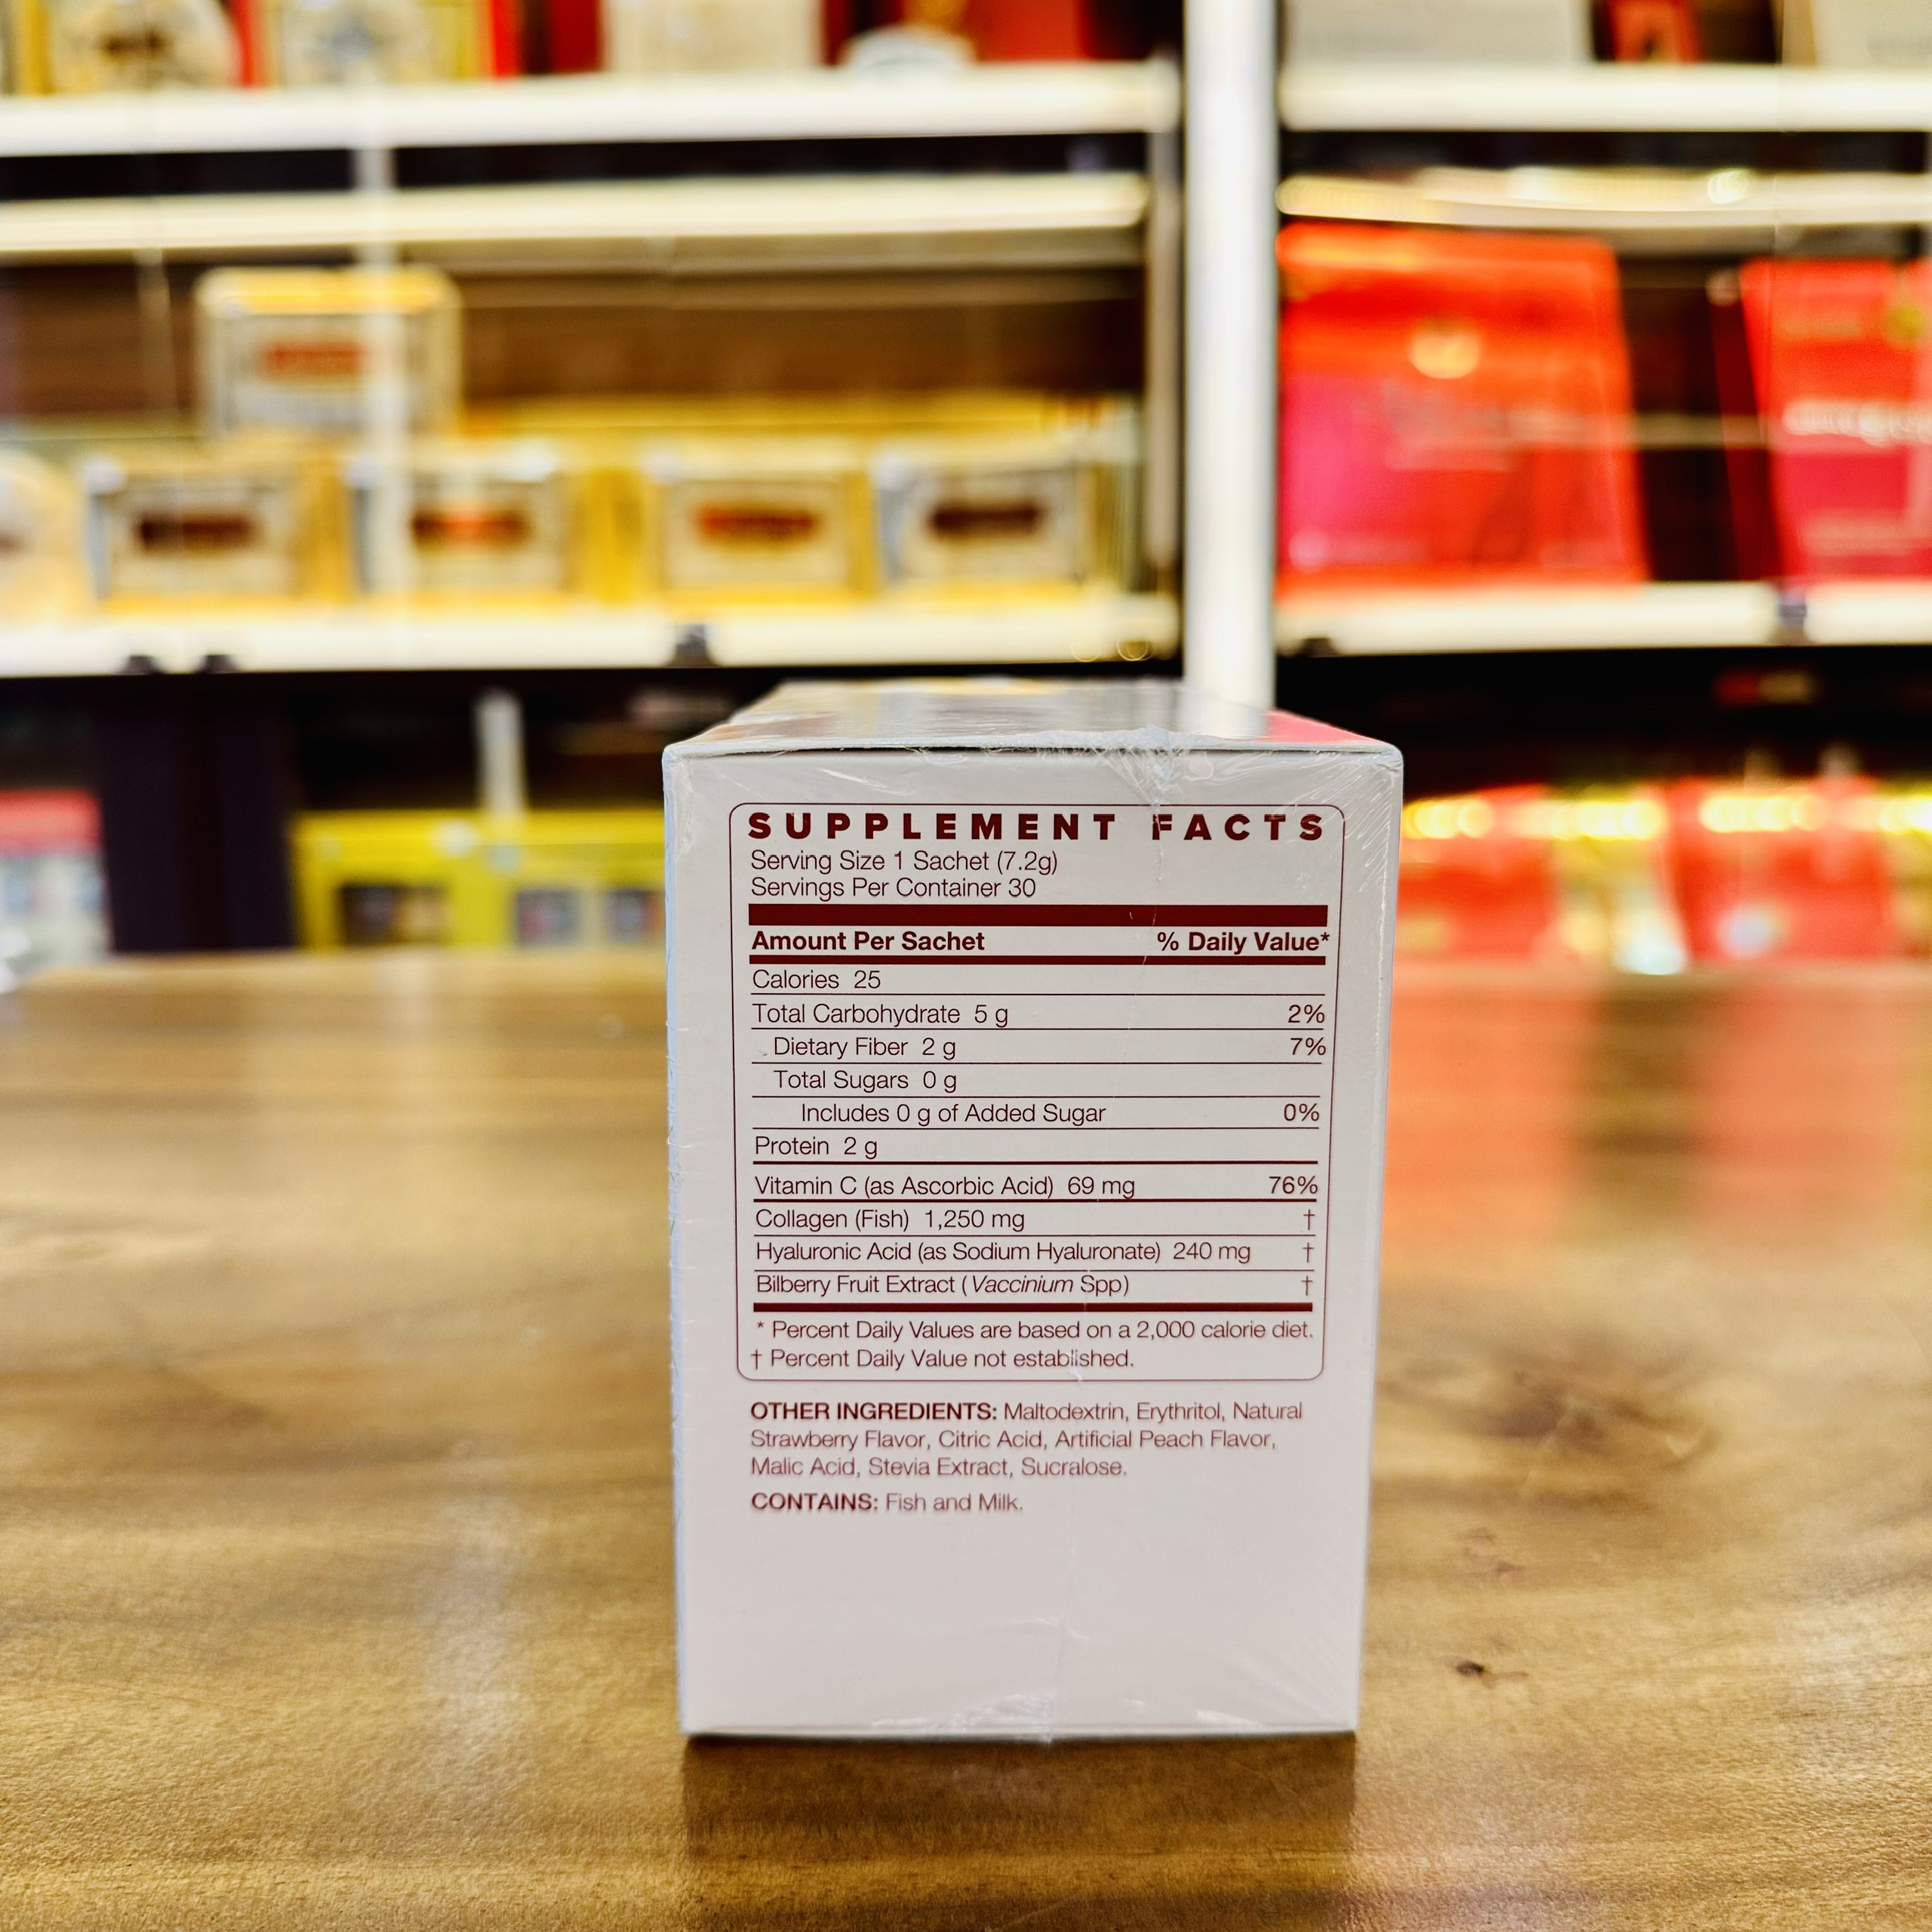 SUPPLEMENT FACTS
Serving Size 1 Sachet (7.2g)
Servings Per Container 30
Amount Per Sachet % Daily Value*
Calories 25
Total Carbohydrate 5 g 2%
Dietary Fiber 2 g 7%
Total Sugars 0 g
Includes 0 g of Added Sugar 0%
Protein 2 g
Vitamin C (as Ascorbic Acid) 69 mg 76%
Collagen (Fish) 1,250 mg †
Hyaluronic Acid (as Sodium Hyaluronate) 240 mg †
Bilberry Fruit Extract (Vaccinium Spp) †
* Percent Daily Values are based on a 2,000 calorie diet.
† Percent Daily Value not established.
OTHER INGREDIENTS: Maltodextrin, Erythritol, Natural
Strawberry Flavor, Citric Acid, Artificial Peach Flavor,
Malic Acid, Stevia Extract, Sucralose.
CONTAINS: Fish and Milk.